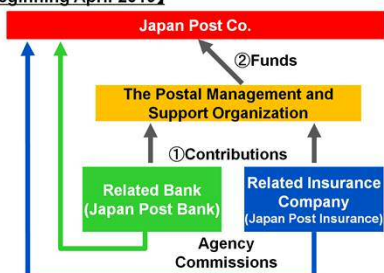 Japan Post Co.
②Funds
The Postal Management and
Support Organization
①Contributions
Related Bank
(Japan Post Bank)
Related Insurance
Company
(Japan Post Insurance)
Agency
Commissions